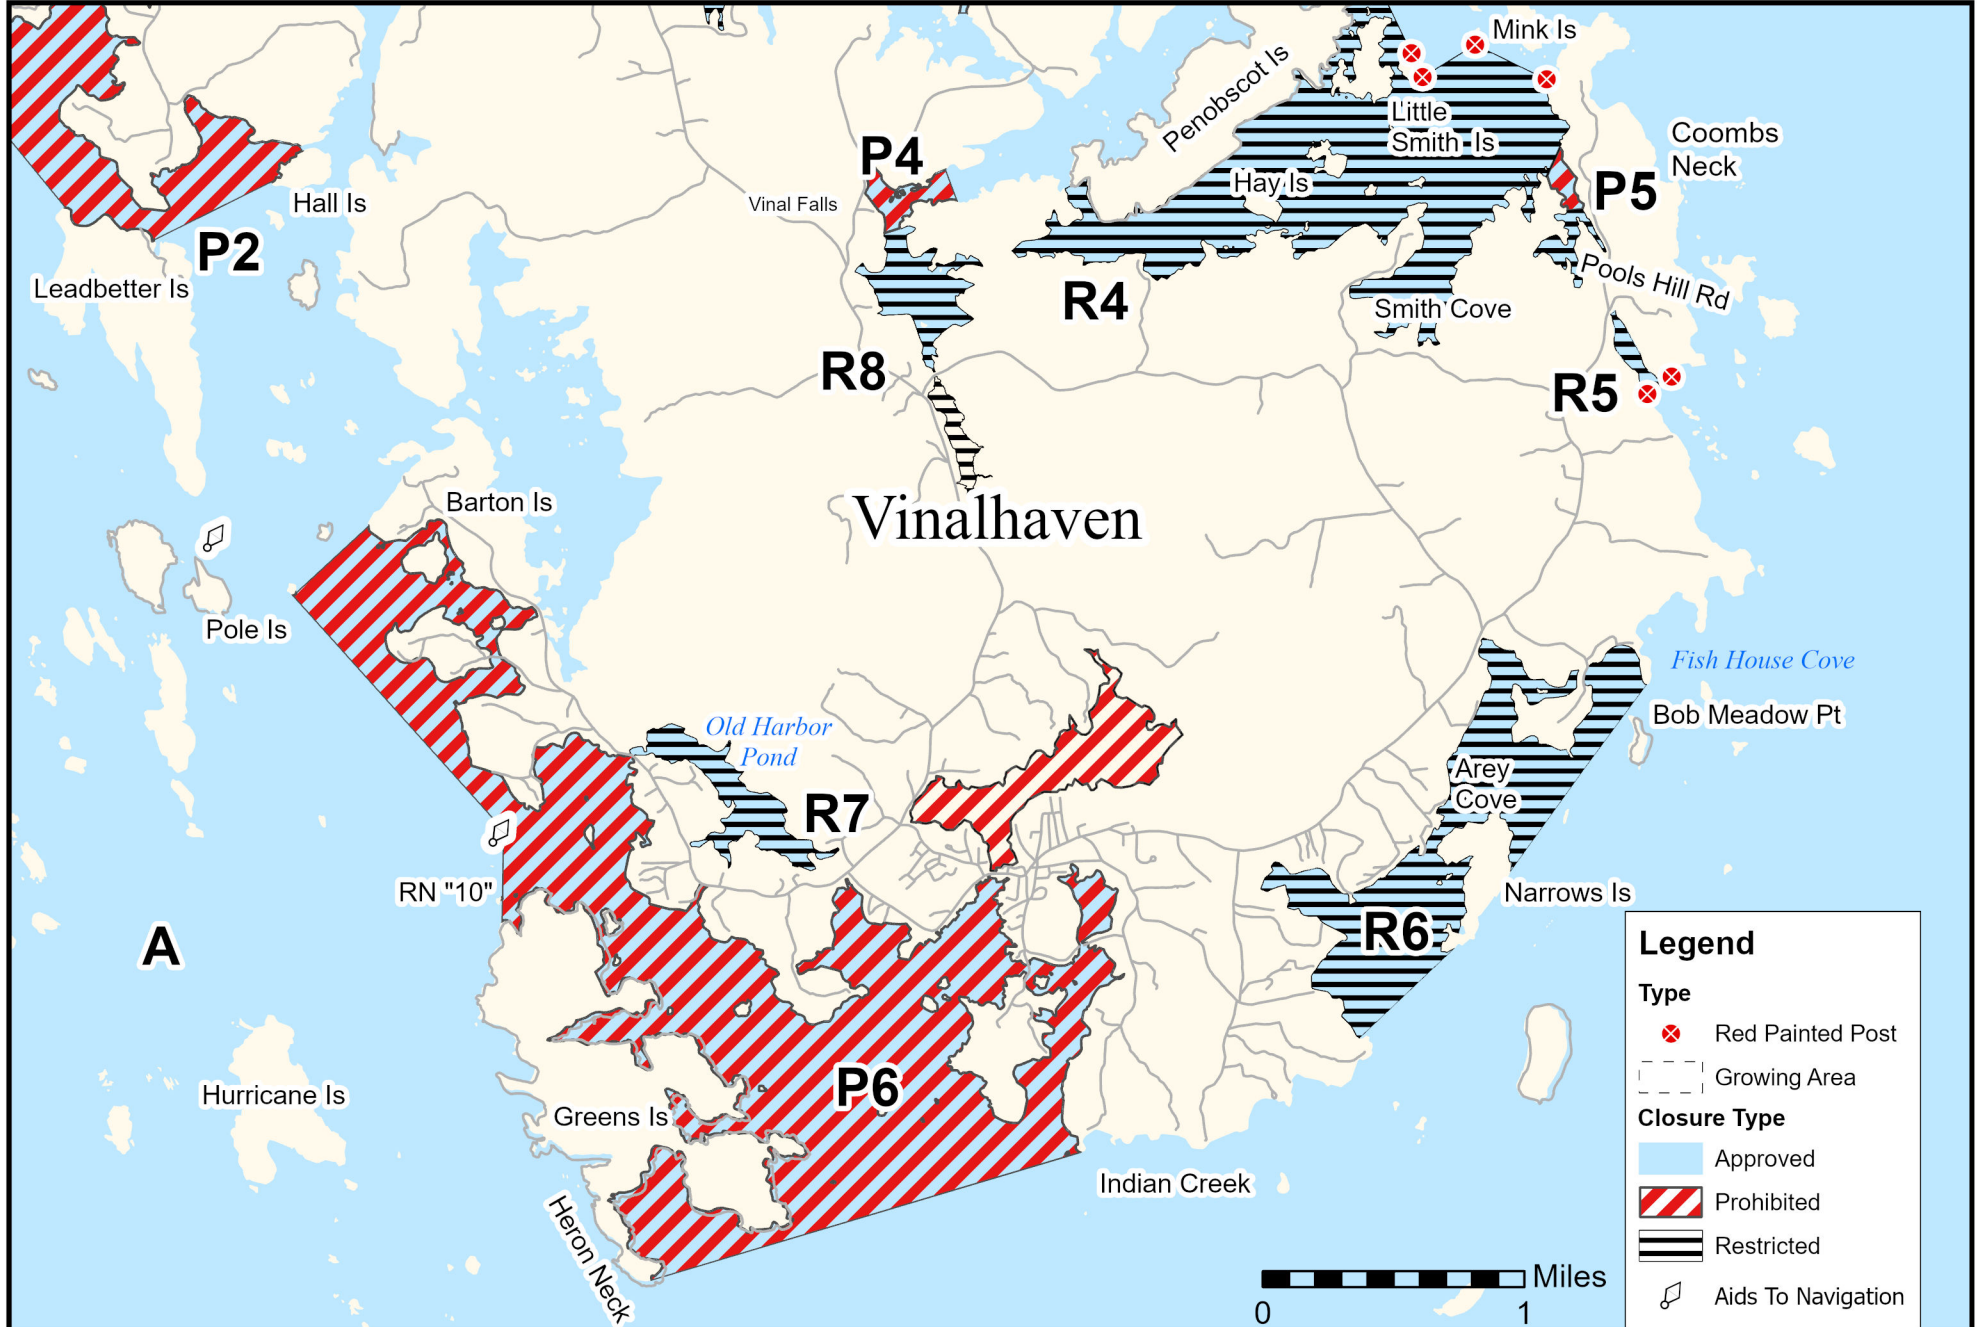 Mink Is
Penobscot Is
Little
Smith Is
Coombs
Neck
P4
Hay Is
P5
Vinal Falls
Hall Is
P2
Leadbetter Is
R4
Pools Hill Rd
Smith Cove
R8
R5
Barton Is
Vinalhaven
Pole Is
Fish House Cove
Bob Meadow Pt
Old Harbor
Pond
Arey
Cove
R7
RN "10"
Narrows Is
A
R6
P6
Hurricane Is
Greens Is
Indian Creek
Heron Neck
Legend
Type
Red Painted Post
Growing Area
Closure Type
Approved
Prohibited
Restricted
Aids To Navigation
Miles
0
1